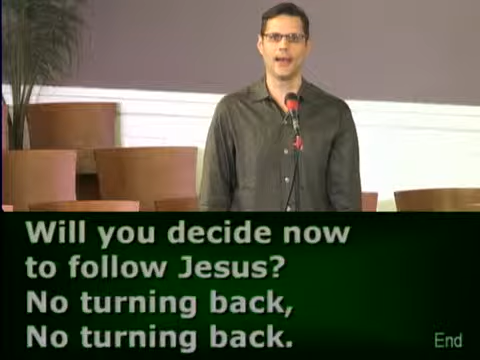 Will you decide now
to follow Jesus?
No turning back,
No turning back.
End